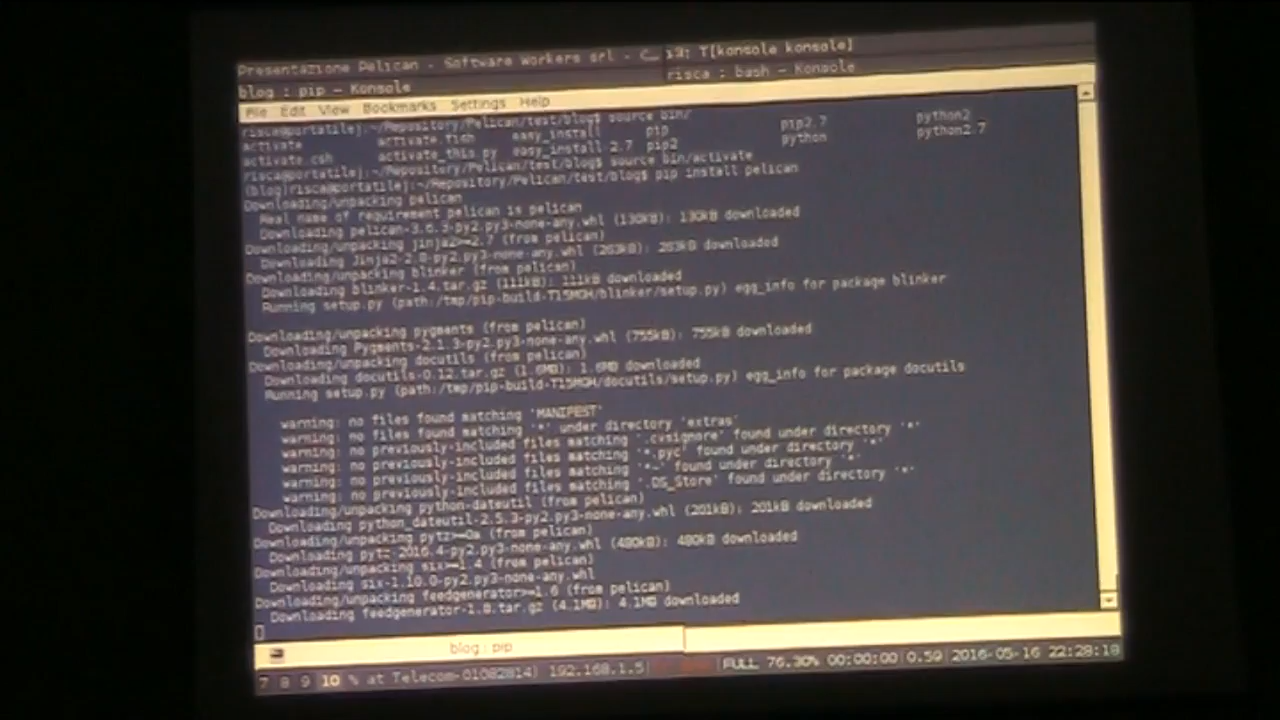 Presentazione Pelican - Software Workers srl - C…
13: T[konsole konsole]
blog : pip — Konsole
risca : bash — Konsole
File Edit View Bookmarks Settings Help
risca@portatilej:~/Repository/Pelican/test/blog$ source bin/
activate activate.fish easy_install pip pip2.7 python2
activate.csh activate_this.py easy_install-2.7 pip2 python python2.7
risca@portatilej:~/Repository/Pelican/test/blog$ source bin/activate
(blog)risca@portatilej:~/Repository/Pelican/test/blog$ pip install pelican
Downloading/unpacking pelican
Real name of requirement pelican is pelican
Downloading pelican-3.6.3-py2.py3-none-any.whl (130kB): 130kB downloaded
Downloading/unpacking jinja2>=2.7 (from pelican)
Downloading Jinja2-2.8-py2.py3-none-any.whl (263kB): 263kB downloaded
Downloading/unpacking blinker (from pelican)
Downloading blinker-1.4.tar.gz (111kB): 111kB downloaded
Running setup.py (path:/tmp/pip-build-T15MGH/blinker/setup.py) egg_info for package blinker
Downloading/unpacking pygments (from pelican)
Downloading Pygments-2.1.3-py2.py3-none-any.whl (755kB): 755kB downloaded
Downloading/unpacking docutils (from pelican)
Downloading docutils-0.12.tar.gz (1.6MB): 1.6MB downloaded
Running setup.py (path:/tmp/pip-build-T15MGH/docutils/setup.py) egg_info for package docutils
warning: no files found matching 'MANIFEST'
warning: no files found matching '*' under directory 'extras'
warning: no previously-included files matching '.cvsignore' found under directory '*'
warning: no previously-included files matching '*.pyc' found under directory '*'
warning: no previously-included files matching '*~' found under directory '*'
warning: no previously-included files matching '.DS_Store' found under directory '*'
Downloading/unpacking python-dateutil (from pelican)
Downloading python_dateutil-2.5.3-py2.py3-none-any.whl (201kB): 201kB downloaded
Downloading/unpacking pytz>=0a (from pelican)
Downloading pytz-2016.4-py2.py3-none-any.whl (480kB): 480kB downloaded
Downloading/unpacking six>=1.4 (from pelican)
Downloading six-1.10.0-py2.py3-none-any.whl
Downloading/unpacking feedgenerator>=1.6 (from pelican)
Downloading feedgenerator-1.8.tar.gz (4.1MB): 4.1MB downloaded
blog : pip
7 8 9 10 % at Telecom-01082814) 192.168.1.5 FULL 76.30% 00:00:00 0.59 2016-05-16 22:28:18